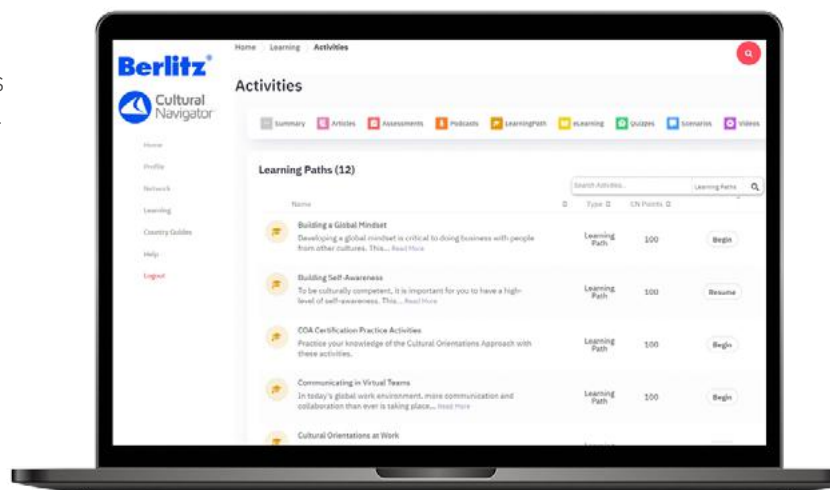 S
Berlitz®
Cultural
Navigator
Home
Profile
Network
Learning
Country Guides
Help
Logout
Home Learning Activities
Activities
Summary Articles Assessments Podcasts LearningPath eLearning Quizzes Scenarios Videos
Learning Paths (12)
Search Activities.. Learning Paths
Name Type CN Points
Building a Global Mindset
Developing a global mindset is critical to doing business with people
from other cultures. This... Read More
Learning
Path
100
Begin
Building Self-Awareness
To be culturally competent, it is important for you to have a high-
level of self-awareness. This... Read More
Learning
Path
100
Resume
COA Certification Practice Activities
Practice your knowledge of the Cultural Orientations Approach with
these activities.
Learning
Path
100
Begin
Communicating in Virtual Teams
In today's global work environment, more communication and
collaboration than ever is taking place... Read More
Learning
Path
100
Begin
Cultural Orientations at Work